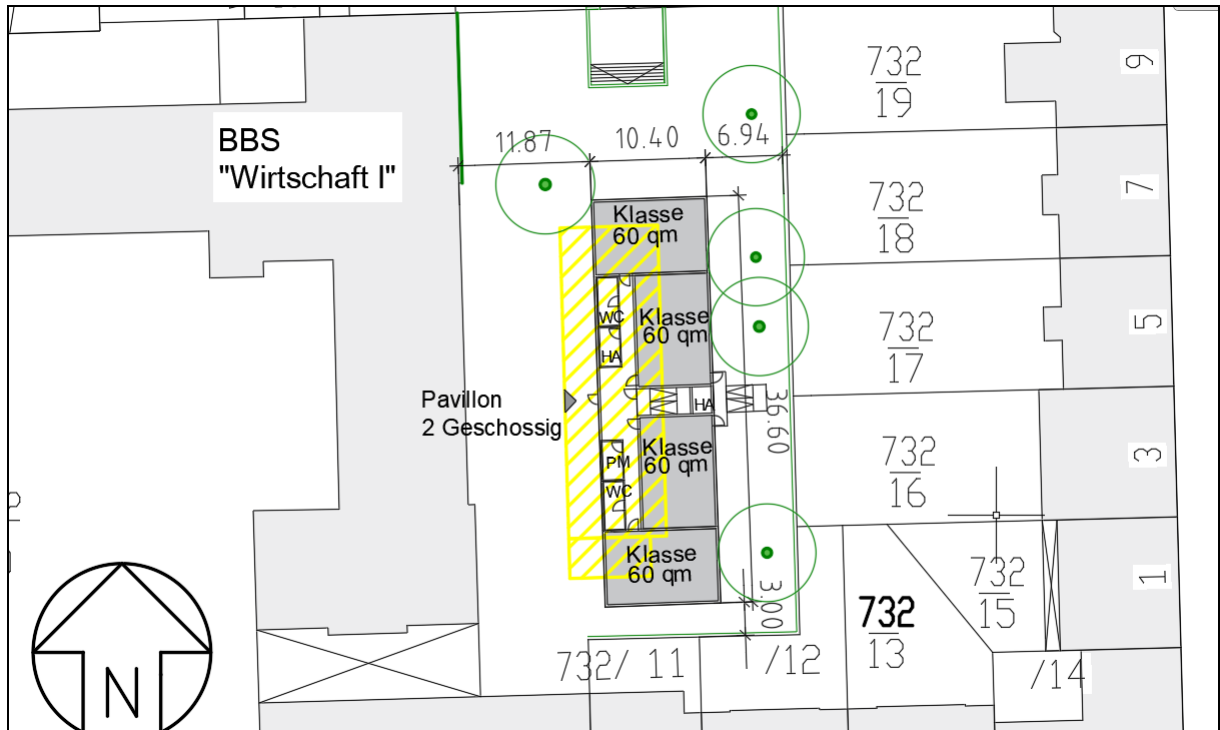 BBS
"Wirtschaft I"
11.87
10.40
6.94
732
19
9
Klasse
60 qm
732
18
7
WC
HA
Klasse
60 qm
732
17
5
Pavillon
2 Geschossig
HA
36.60
Klasse
60 qm
PM
WC
732
16
3
Klasse
60 qm
3.00
732
15
1
732
13
732/ 11
/12
/14
N